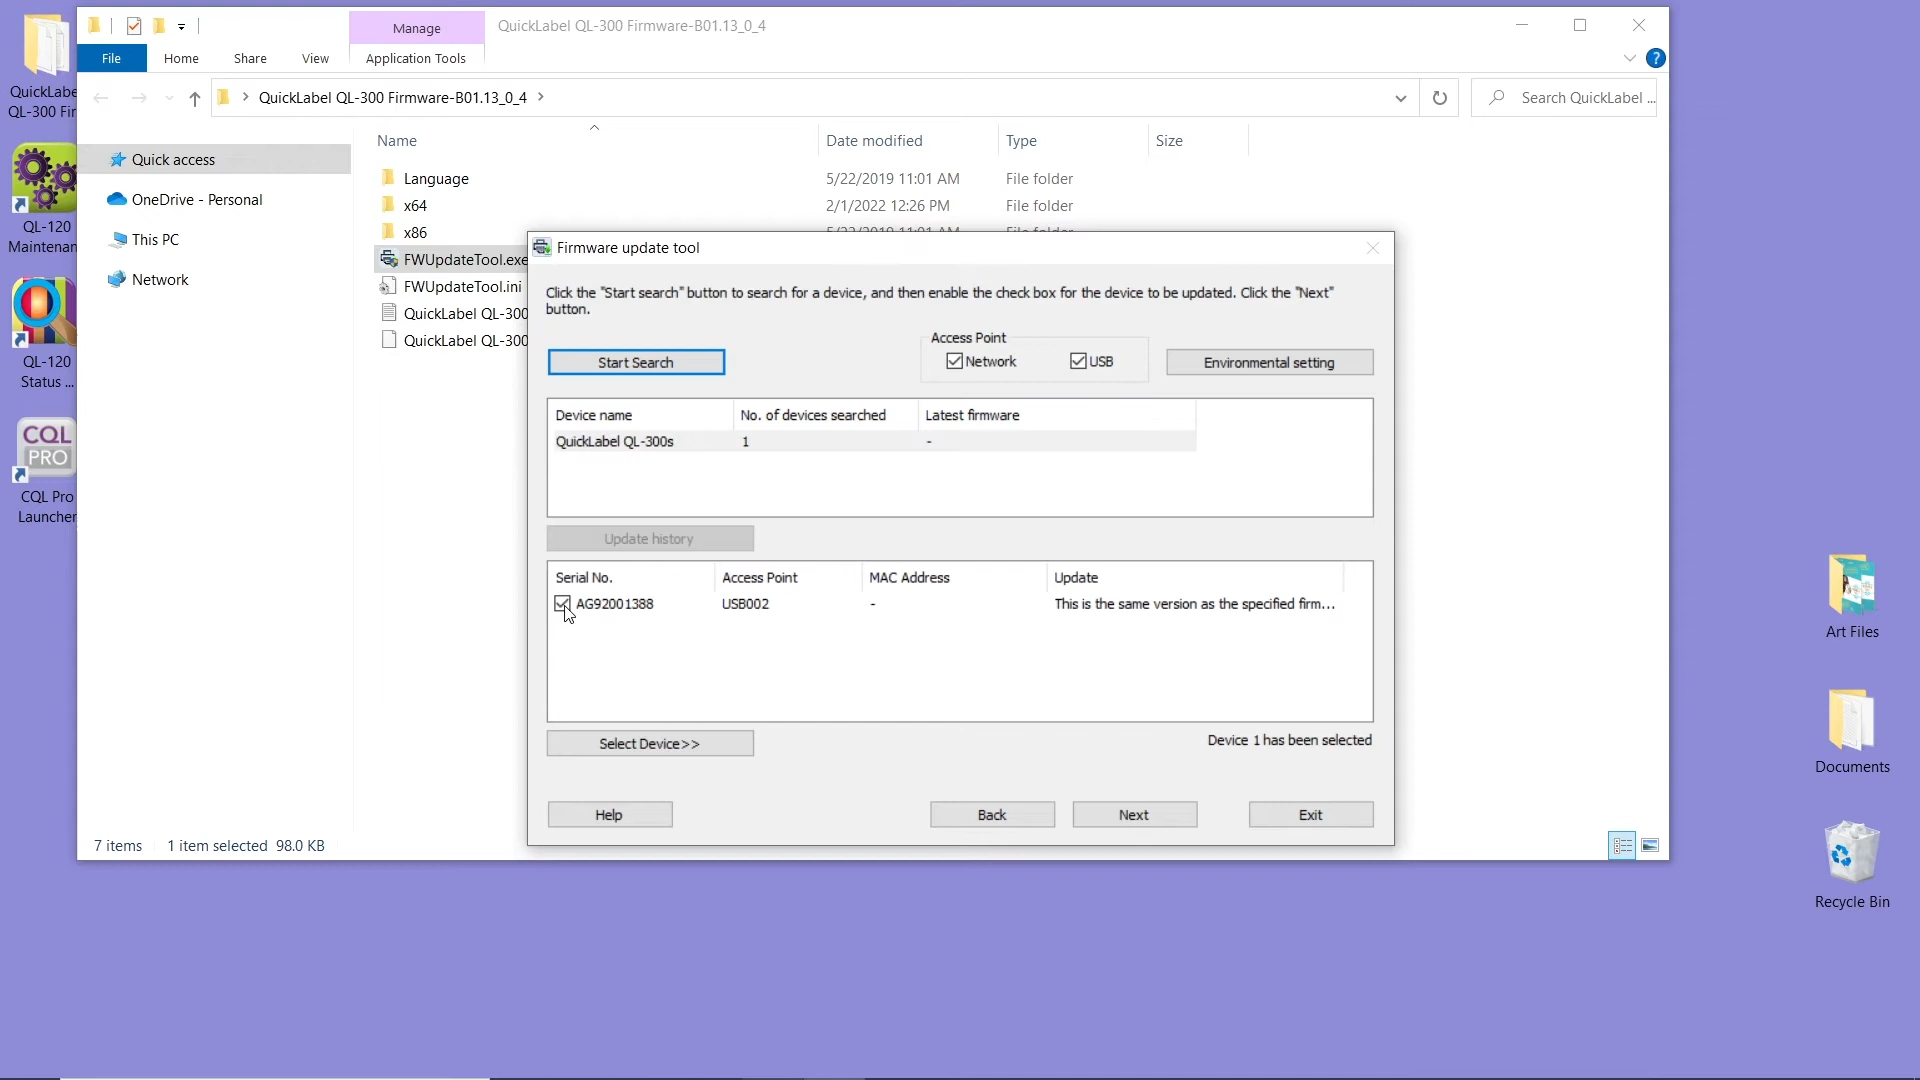 QuickLabel
QL-300 Fir
QL-120
Maintenan
QL-120
Status ...
CQL
PRO
CQL Pro
Launcher
Manage
QuickLabel QL-300 Firmware-B01.13_0_4
File
Home
Share
View
Application Tools
QuickLabel QL-300 Firmware-B01.13_0_4
Search QuickLabel ...
Quick access
OneDrive - Personal
This PC
Network
Name
Date modified
Type
Size
Language
5/22/2019 11:01 AM
File folder
x64
2/1/2022 12:26 PM
File folder
x86
5/22/2019 11:01 AM
File folder
FWUpdateTool.exe
FWUpdateTool.ini
QuickLabel QL-300
QuickLabel QL-300
Firmware update tool
Click the "Start search" button to search for a device, and then enable the check box for the device to be updated. Click the "Next"
button.
Start Search
Access Point
Network
USB
Environmental setting
Device name
No. of devices searched
Latest firmware
QuickLabel QL-300s
1
-
Update history
Serial No.
Access Point
MAC Address
Update
AG92001388
USB002
-
This is the same version as the specified firm...
Select Device>>
Device 1 has been selected
Help
Back
Next
Exit
7 items
1 item selected 98.0 KB
Art Files
Documents
Recycle Bin